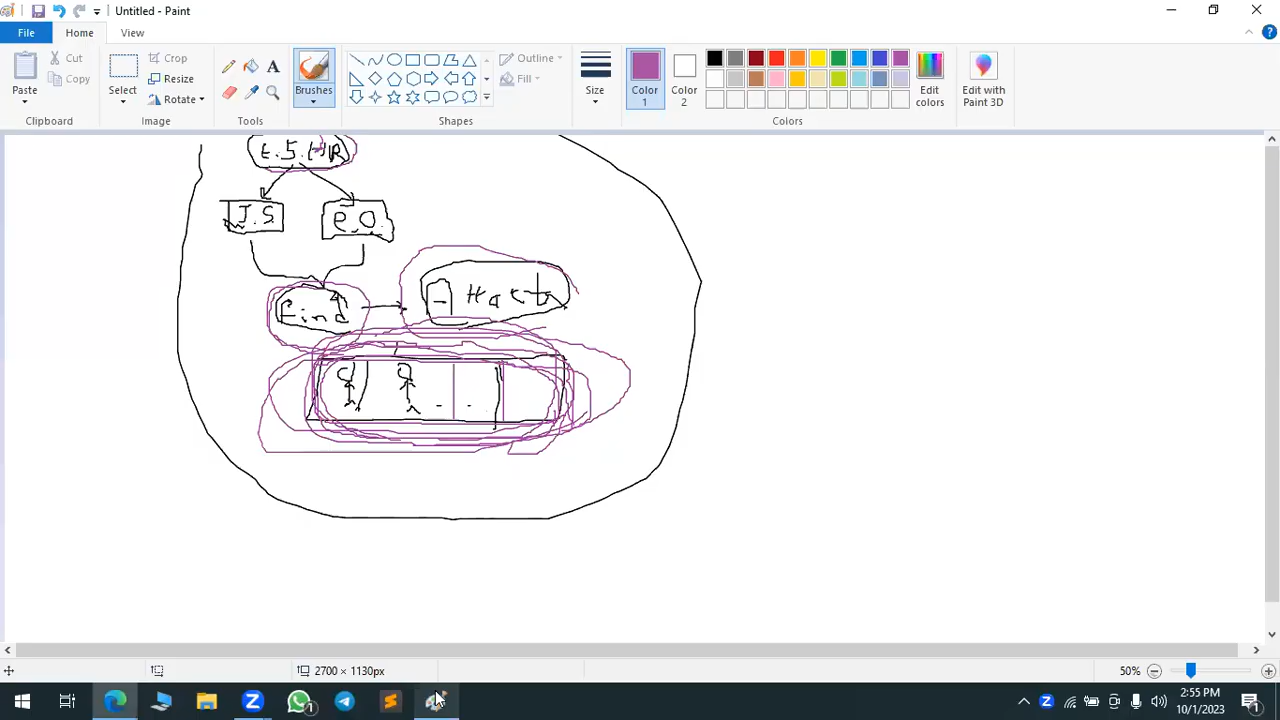 Untitled - Paint
File Home View
Cut Crop Outline
Copy Resize Fill
Paste Select Rotate Brushes Size Color 1 Color 2 Edit colors Edit with Paint 3D
Clipboard Image Tools Shapes Colors
J.S
find
2700 × 1130px 50%
2:55 PM
10/1/2023